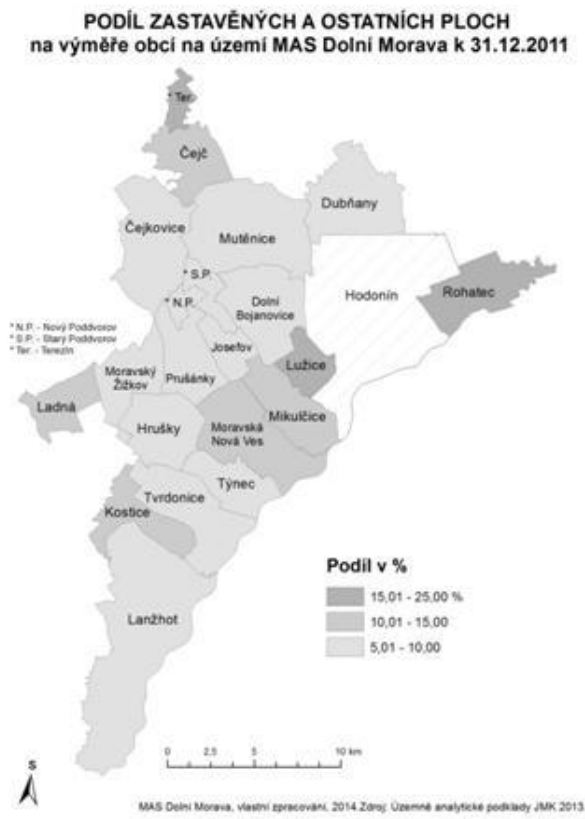 PODÍL ZASTAVĚNÝCH A OSTATNÍCH PLOCH
na výměře obcí na území MAS Dolní Morava k 31.12.2011
* Ter.
Čejč
Dubňany
Čejkovice
Mutěnice
* S.P.
* N.P.
Dolní
Bojanovice
Hodonín
Rohatec
* N.P. - Nový Poddvorov
* S.P. - Starý Poddvorov
* Ter. - Terezín
Josefov
Lužice
Moravský
Žižkov
Prušánky
Ladná
Mikulčice
Hrušky
Moravská
Nová Ves
Týnec
Tvrdonice
Kostice
Lanžhot
Podíl v %
15,01 - 25,00 %
10,01 - 15,00
5,01 - 10,00
S
0 2,5 5 10 km
MAS Dolní Morava, vlastní zpracování, 2014.Zdroj: Územně analytické podklady JMK 2013